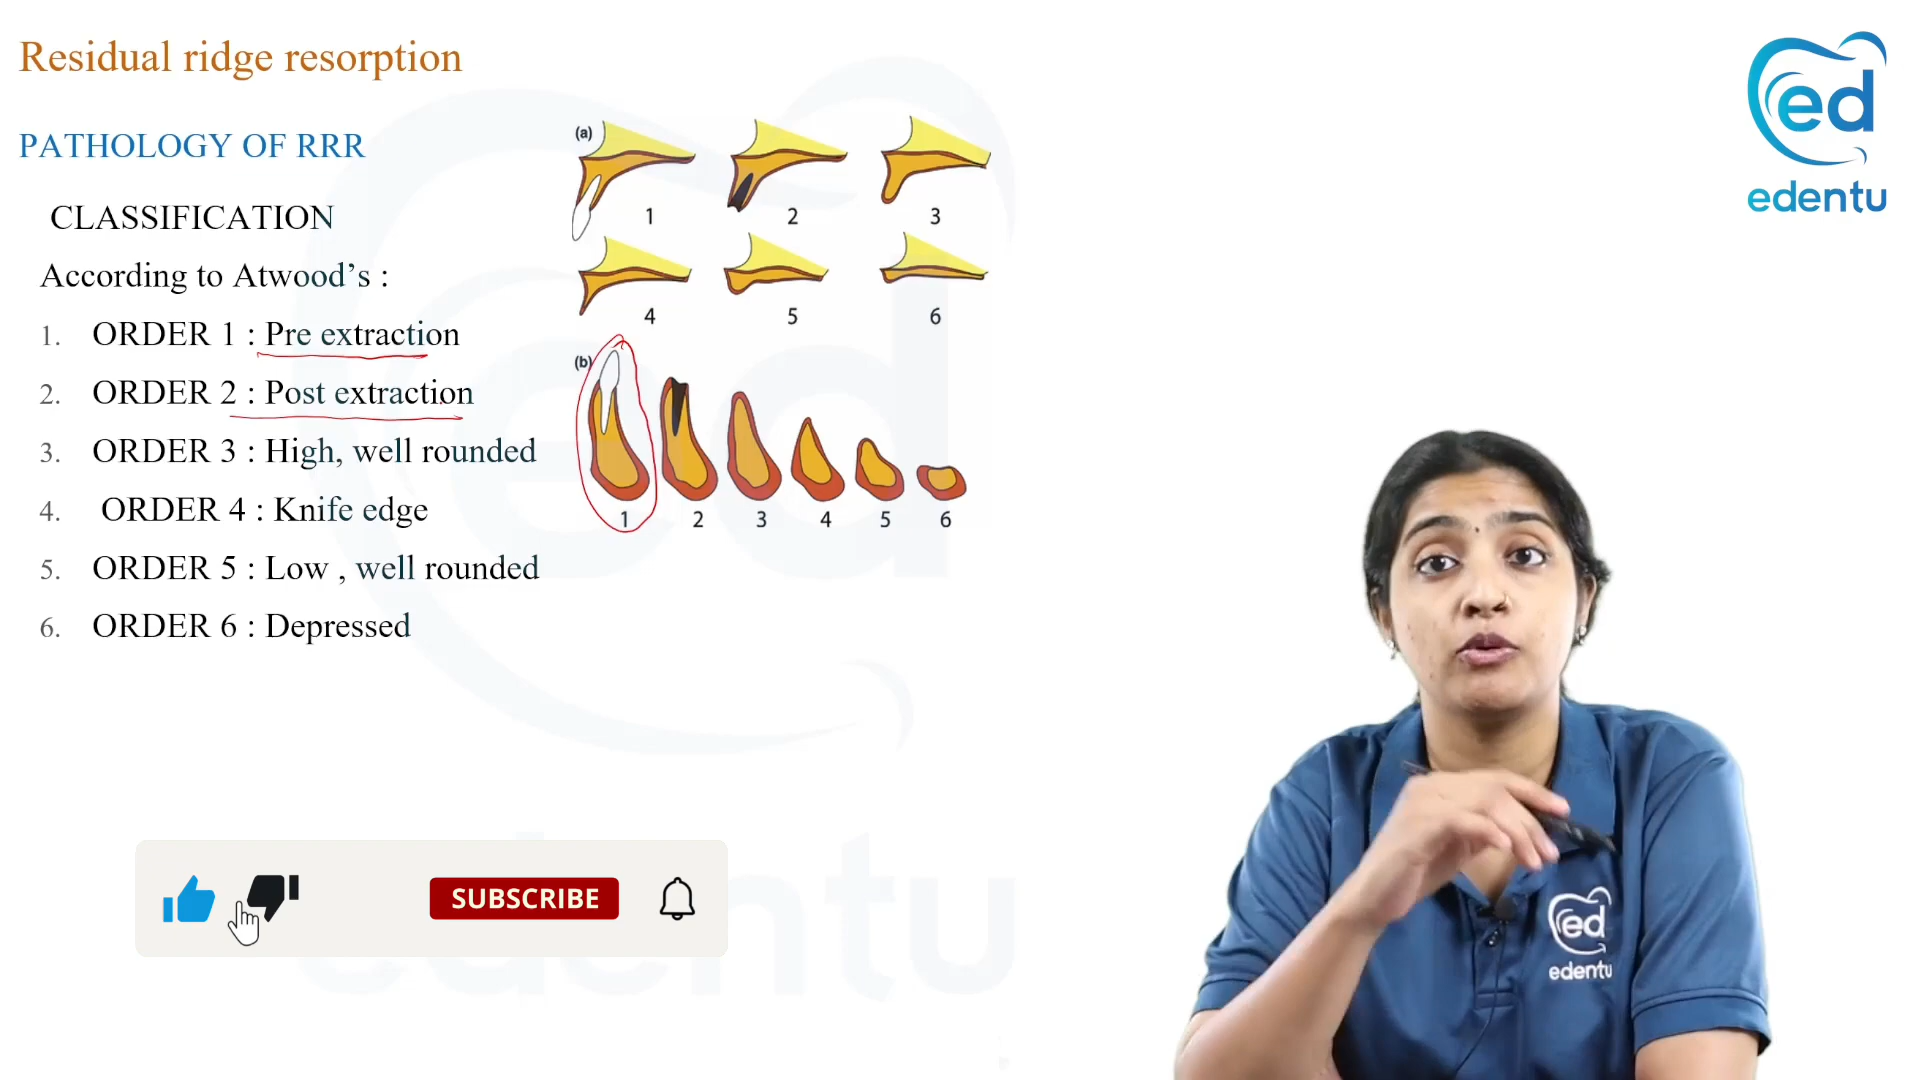 Residual ridge resorption
PATHOLOGY OF RRR
CLASSIFICATION
According to Atwood’s :
1. ORDER 1 : Pre extraction
2. ORDER 2 : Post extraction
3. ORDER 3 : High, well rounded
4. ORDER 4 : Knife edge
5. ORDER 5 : Low , well rounded
6. ORDER 6 : Depressed
(a)
1 2 3
4 5 6
(b)
1 2 3 4 5 6
ed
edentu
SUBSCRIBE
ed
edentu
ed
edentu